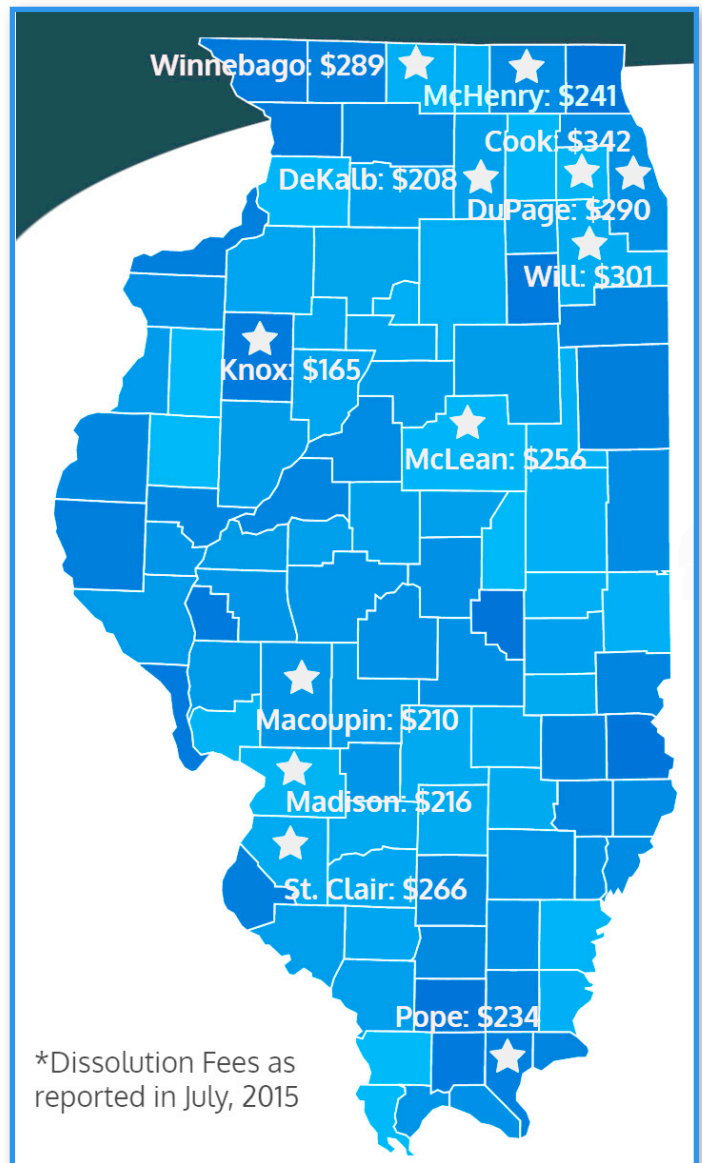 Winnebago: $289
McHenry: $241
Cook: $342
DeKalb: $208
DuPage: $290
Will: $301
Knox: $165
McLean: $256
Macoupin: $210
Madison: $216
St. Clair: $266
Pope: $234
*Dissolution Fees as
reported in July, 2015